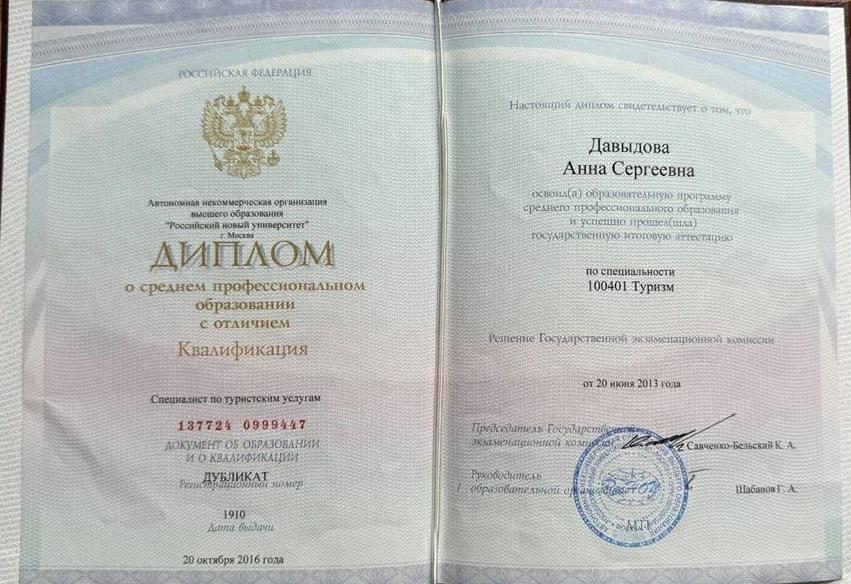 РОССИЙСКАЯ ФЕДЕРАЦИЯ
Автономная некоммерческая организация
высшего образования
"Российский новый университет"
г. Москва
ДИПЛОМ
о среднем профессиональном
образовании
с отличием
Квалификация
Специалист по туристским услугам
137724 0999447
ДОКУМЕНТ ОБ ОБРАЗОВАНИИ
И О КВАЛИФИКАЦИИ
ДУБЛИКАТ
Регистрационный номер
1910
Дата выдачи
20 октября 2016 года
Настоящий диплом свидетельствует о том, что
Давыдова
Анна Сергеевна
освоил(а) образовательную программу
среднего профессионального образования
и успешно прошел(шла)
государственную итоговую аттестацию
по специальности
100401 Туризм
Решение Государственной экзаменационной комиссии
от 20 июня 2013 года
Председатель Государственной
экзаменационной комиссии
Савченко-Бельский К. А.
Руководитель
образовательной организации
Шабанов Г. А.
М.П.